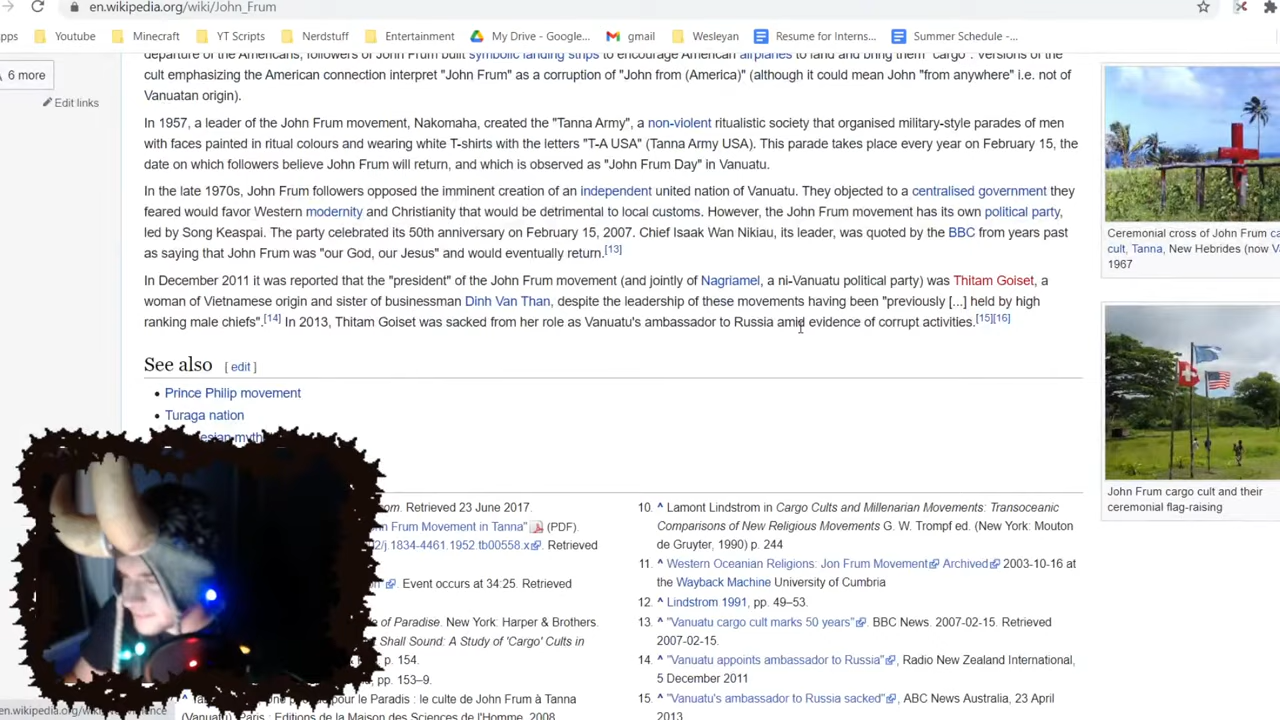 en.wikipedia.org/wiki/John_Frum
Youtube Minecraft YT Scripts Nerdstuff Entertainment My Drive - Google... gmail Wesleyan Resume for Interns... Summer Schedule -...
departure of the Americans, followers of John Frum built symbolic landing strips to encourage American airplanes to land and bring them "cargo". Versions of the
6 more
cult emphasizing the American connection interpret "John Frum" as a corruption of "John from (America)" (although it could mean John "from anywhere" i.e. not of
Vanuatan origin).
Edit links
In 1957, a leader of the John Frum movement, Nakomaha, created the "Tanna Army", a non-violent ritualistic society that organised military-style parades of men
with faces painted in ritual colours and wearing white T-shirts with the letters "T-A USA" (Tanna Army USA). This parade takes place every year on February 15, the
date on which followers believe John Frum will return, and which is observed as "John Frum Day" in Vanuatu.
In the late 1970s, John Frum followers opposed the imminent creation of an independent united nation of Vanuatu. They objected to a centralised government they
feared would favor Western modernity and Christianity that would be detrimental to local customs. However, the John Frum movement has its own political party,
led by Song Keaspai. The party celebrated its 50th anniversary on February 15, 2007. Chief Isaak Wan Nikiau, its leader, was quoted by the BBC from years past
as saying that John Frum was "our God, our Jesus" and would eventually return.[13]
In December 2011 it was reported that the "president" of the John Frum movement (and jointly of Nagriamel, a ni-Vanuatu political party) was Thitam Goiset, a
woman of Vietnamese origin and sister of businessman Dinh Van Than, despite the leadership of these movements having been "previously [...] held by high
ranking male chiefs".[14] In 2013, Thitam Goiset was sacked from her role as Vanuatu's ambassador to Russia amid evidence of corrupt activities.[15][16]
Ceremonial cross of John Frum
cult, Tanna, New Hebrides (now
1967
See also [ edit ]
• Prince Philip movement
• Turaga nation
John Frum cargo cult and their
ceremonial flag-raising
Retrieved 23 June 2017.
Frum Movement in Tanna" (PDF).
/j.1834-4461.1952.tb00558.x. Retrieved
Event occurs at 34:25. Retrieved
of Paradise. New York: Harper & Brothers.
Shall Sound: A Study of 'Cargo' Cults in
p. 154.
pp. 153–9.
pour le Paradis : le culte de John Frum à Tanna
(Vanuatu). Paris : Editions de la Maison des Sciences de l'Homme, 2008.
10. ^ Lamont Lindstrom in Cargo Cults and Millenarian Movements: Transoceanic
Comparisons of New Religious Movements G. W. Trompf ed. (New York: Mouton
de Gruyter, 1990) p. 244
11. ^ Western Oceanian Religions: Jon Frum Movement Archived 2003-10-16 at
the Wayback Machine University of Cumbria
12. ^ Lindstrom 1991, pp. 49–53.
13. ^ "Vanuatu cargo cult marks 50 years". BBC News. 2007-02-15. Retrieved
2007-02-15.
14. ^ "Vanuatu appoints ambassador to Russia", Radio New Zealand International,
5 December 2011
15. ^ "Vanuatu's ambassador to Russia sacked", ABC News Australia, 23 April
2013